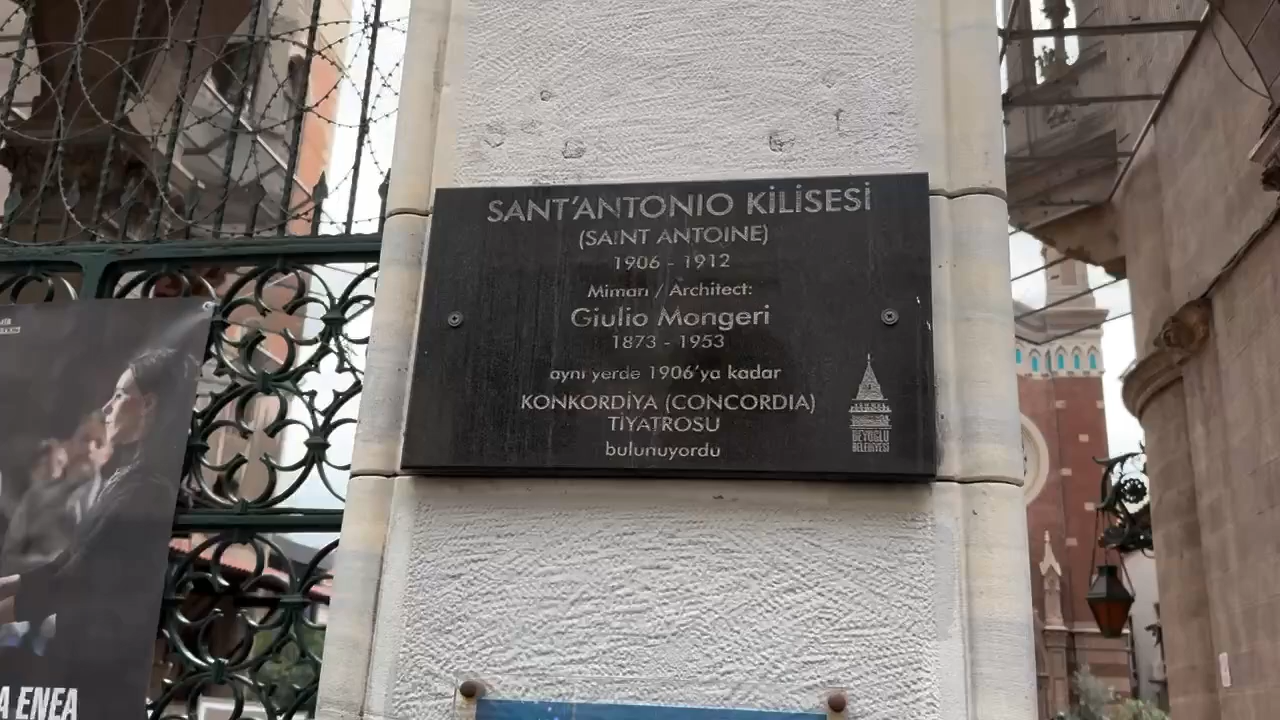 SANT'ANTONIO KİLİSESİ
(SAINT ANTOINE)
1906 - 1912
Mimarı / Architect:
Giulio Mongeri
1873 - 1953
aynı yerde 1906'ya kadar
KONKORDİYA (CONCORDIA)
TİYATROSU
bulunuyordu
BEYOĞLU
BELEDİYESİ
A ENEA